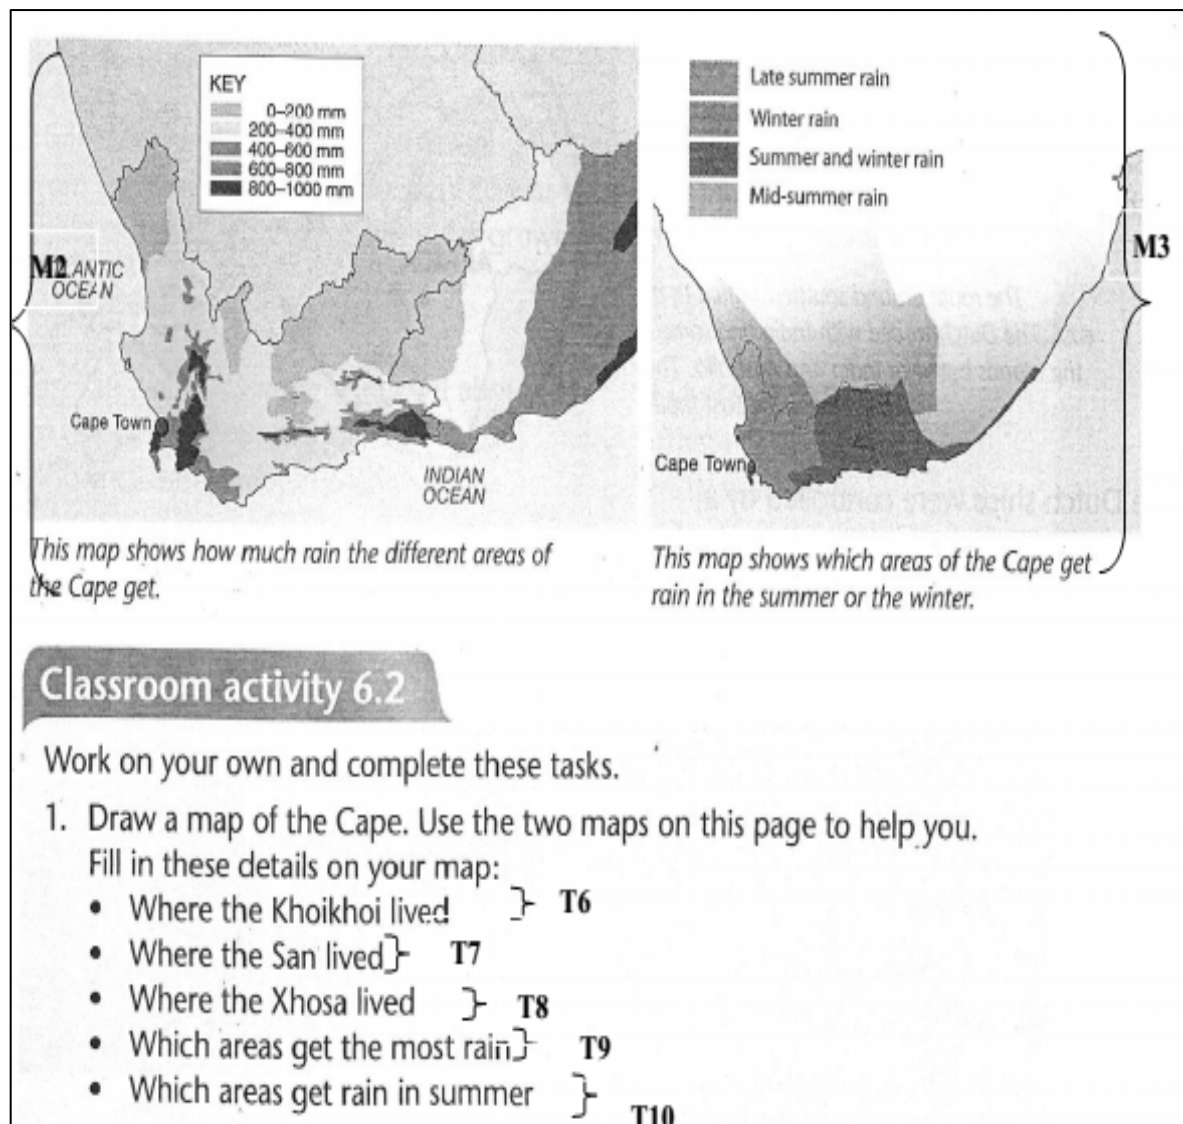 KEY
0–200 mm
200–400 mm
400–600 mm
600–800 mm
800–1000 mm
M2
LANTIC
OCEAN
Cape Town
INDIAN
OCEAN
This map shows how much rain the different areas of
the Cape get.
Late summer rain
Winter rain
Summer and winter rain
Mid-summer rain
M3
Cape Town
This map shows which areas of the Cape get
rain in the summer or the winter.
Classroom activity 6.2
Work on your own and complete these tasks.
1. Draw a map of the Cape. Use the two maps on this page to help you.
Fill in these details on your map:
• Where the Khoikhoi lived T6
• Where the San lived T7
• Where the Xhosa lived T8
• Which areas get the most rain T9
• Which areas get rain in summer
T10